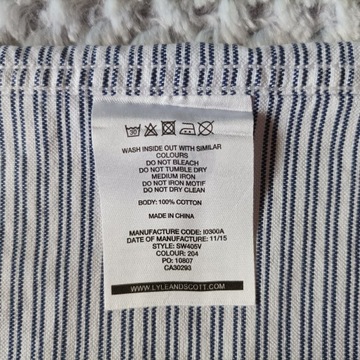 WASH INSIDE OUT WITH SIMILAR
COLOURS
DO NOT BLEACH
DO NOT TUMBLE DRY
MEDIUM IRON
DO NOT IRON MOTIF
DO NOT DRY CLEAN
BODY: 100% COTTON
MADE IN CHINA
MANUFACTURE CODE: I0300A
DATE OF MANUFACTURE: 11/15
STYLE: SW405V
COLOUR: 204
PO: 10807
CA30293
WWW.LYLEANDSCOTT.COM